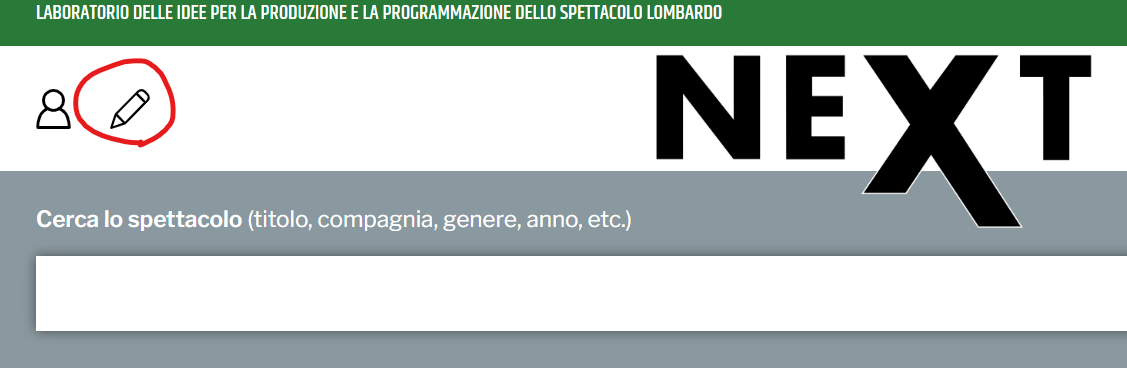 LABORATORIO DELLE IDEE PER LA PRODUZIONE E LA PROGRAMMAZIONE DELLO SPETTACOLO LOMBARDO
NEXT
Cerca lo spettacolo (titolo, compagnia, genere, anno, etc.)